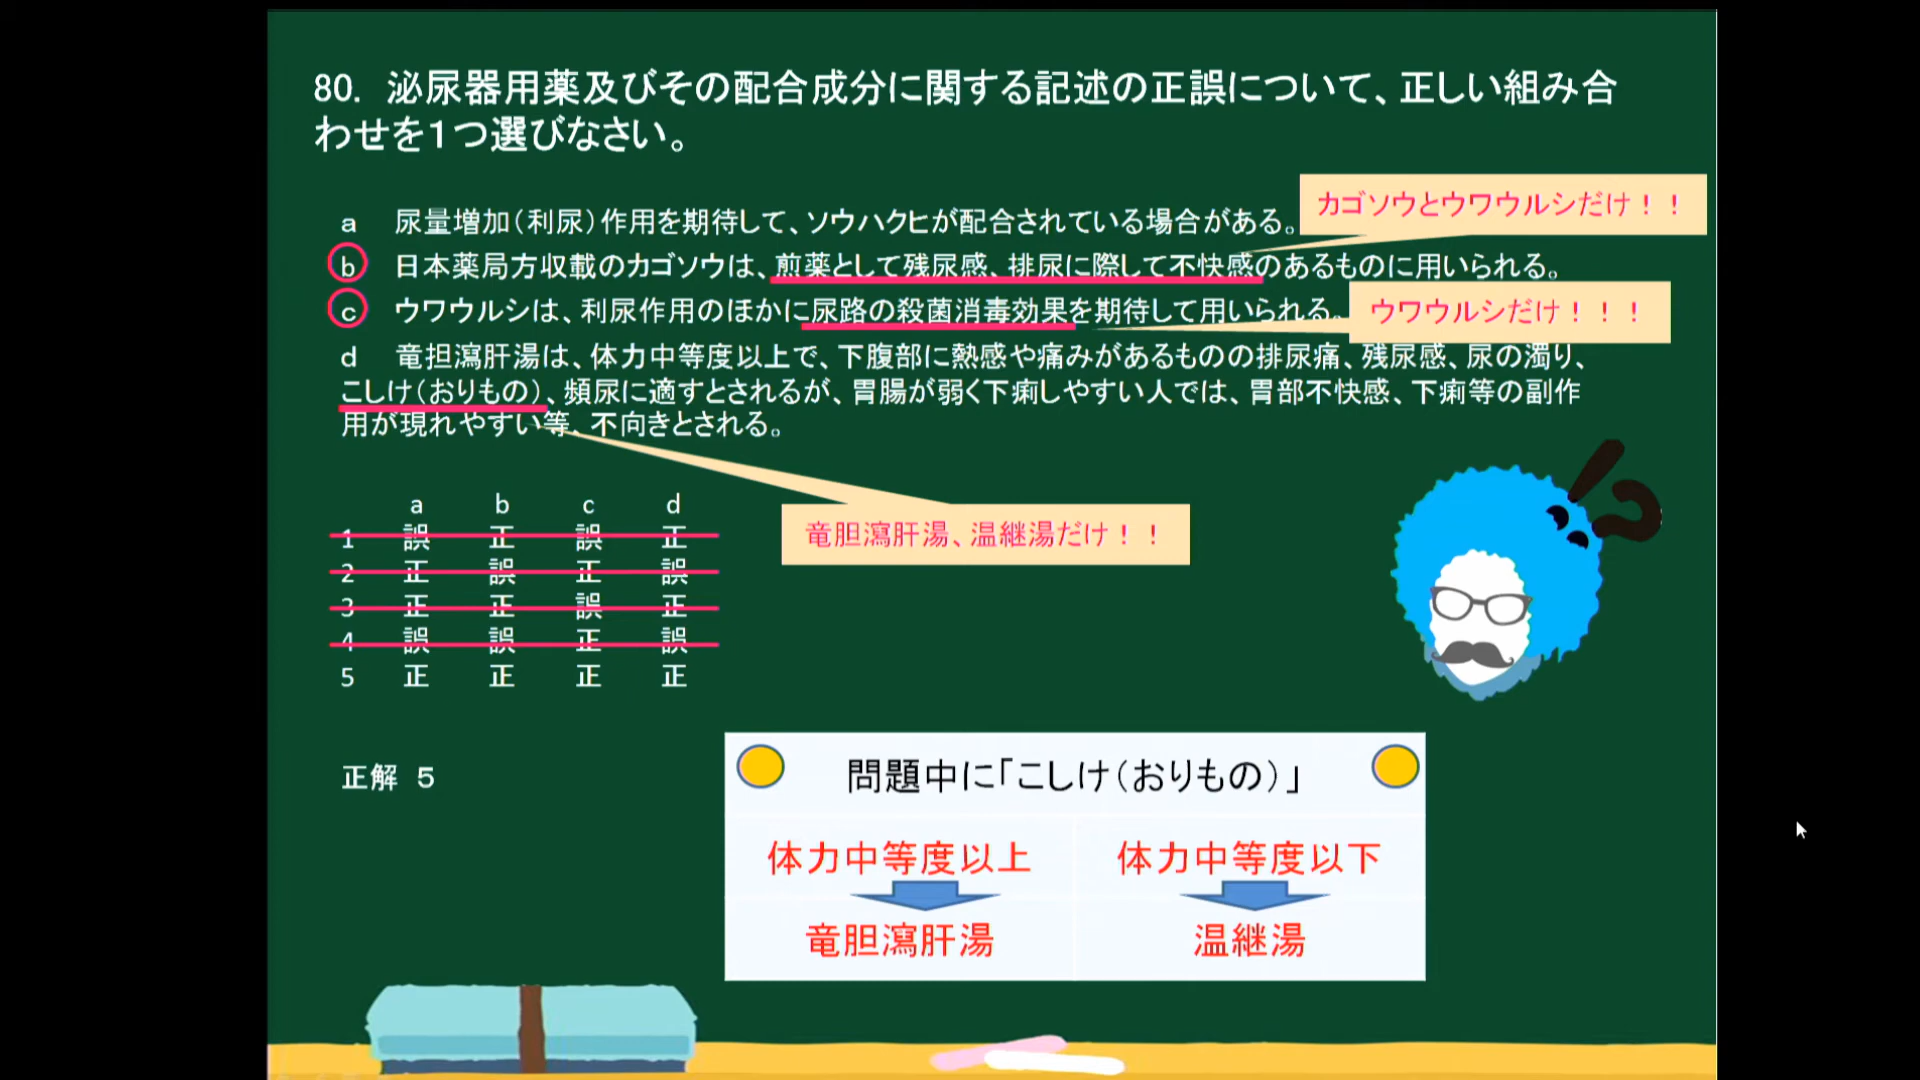 80. 泌尿器用薬及びその配合成分に関する記述の正誤について、正しい組み合
わせを１つ選びなさい。
a 尿量増加（利尿）作用を期待して、ソウハクヒが配合されている場合がある。
カゴソウとウワウルシだけ！！
b 日本薬局方収載のカゴソウは、煎薬として残尿感、排尿に際して不快感のあるものに用いられる。
c ウワウルシは、利尿作用のほかに尿路の殺菌消毒効果を期待して用いられる。
ウワウルシだけ！！！
d 竜担瀉肝湯は、体力中等度以上で、下腹部に熱感や痛みがあるものの排尿痛、残尿感、尿の濁り、
こしけ（おりもの）、頻尿に適すとされるが、胃腸が弱く下痢しやすい人では、胃部不快感、下痢等の副作
用が現れやすい等、不向きとされる。
竜胆瀉肝湯、温継湯だけ！！
a b c d
1 誤 正 誤 正
2 正 誤 正 誤
3 正 正 誤 正
4 誤 誤 正 誤
5 正 正 正 正
正解 ５
問題中に「こしけ（おりもの）」
体力中等度以上 体力中等度以下
竜胆瀉肝湯 温継湯